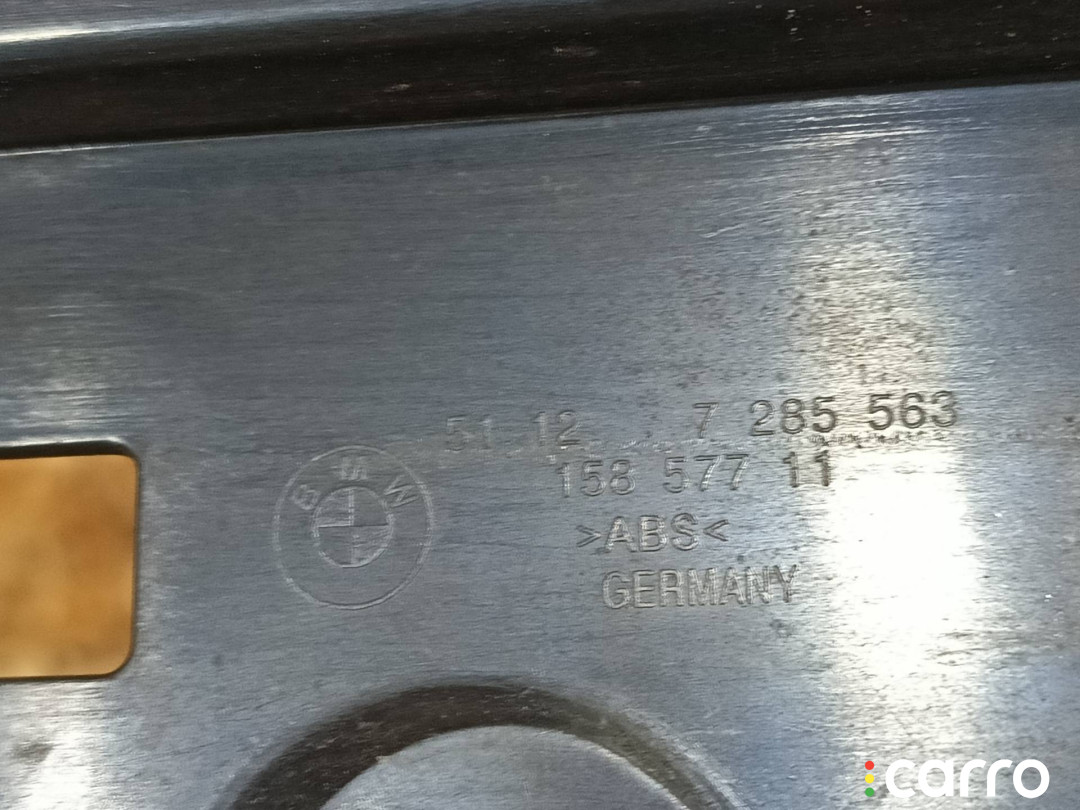 51 12 7 285 563
158 577 11
>ABS<
GERMANY
BMW
carro